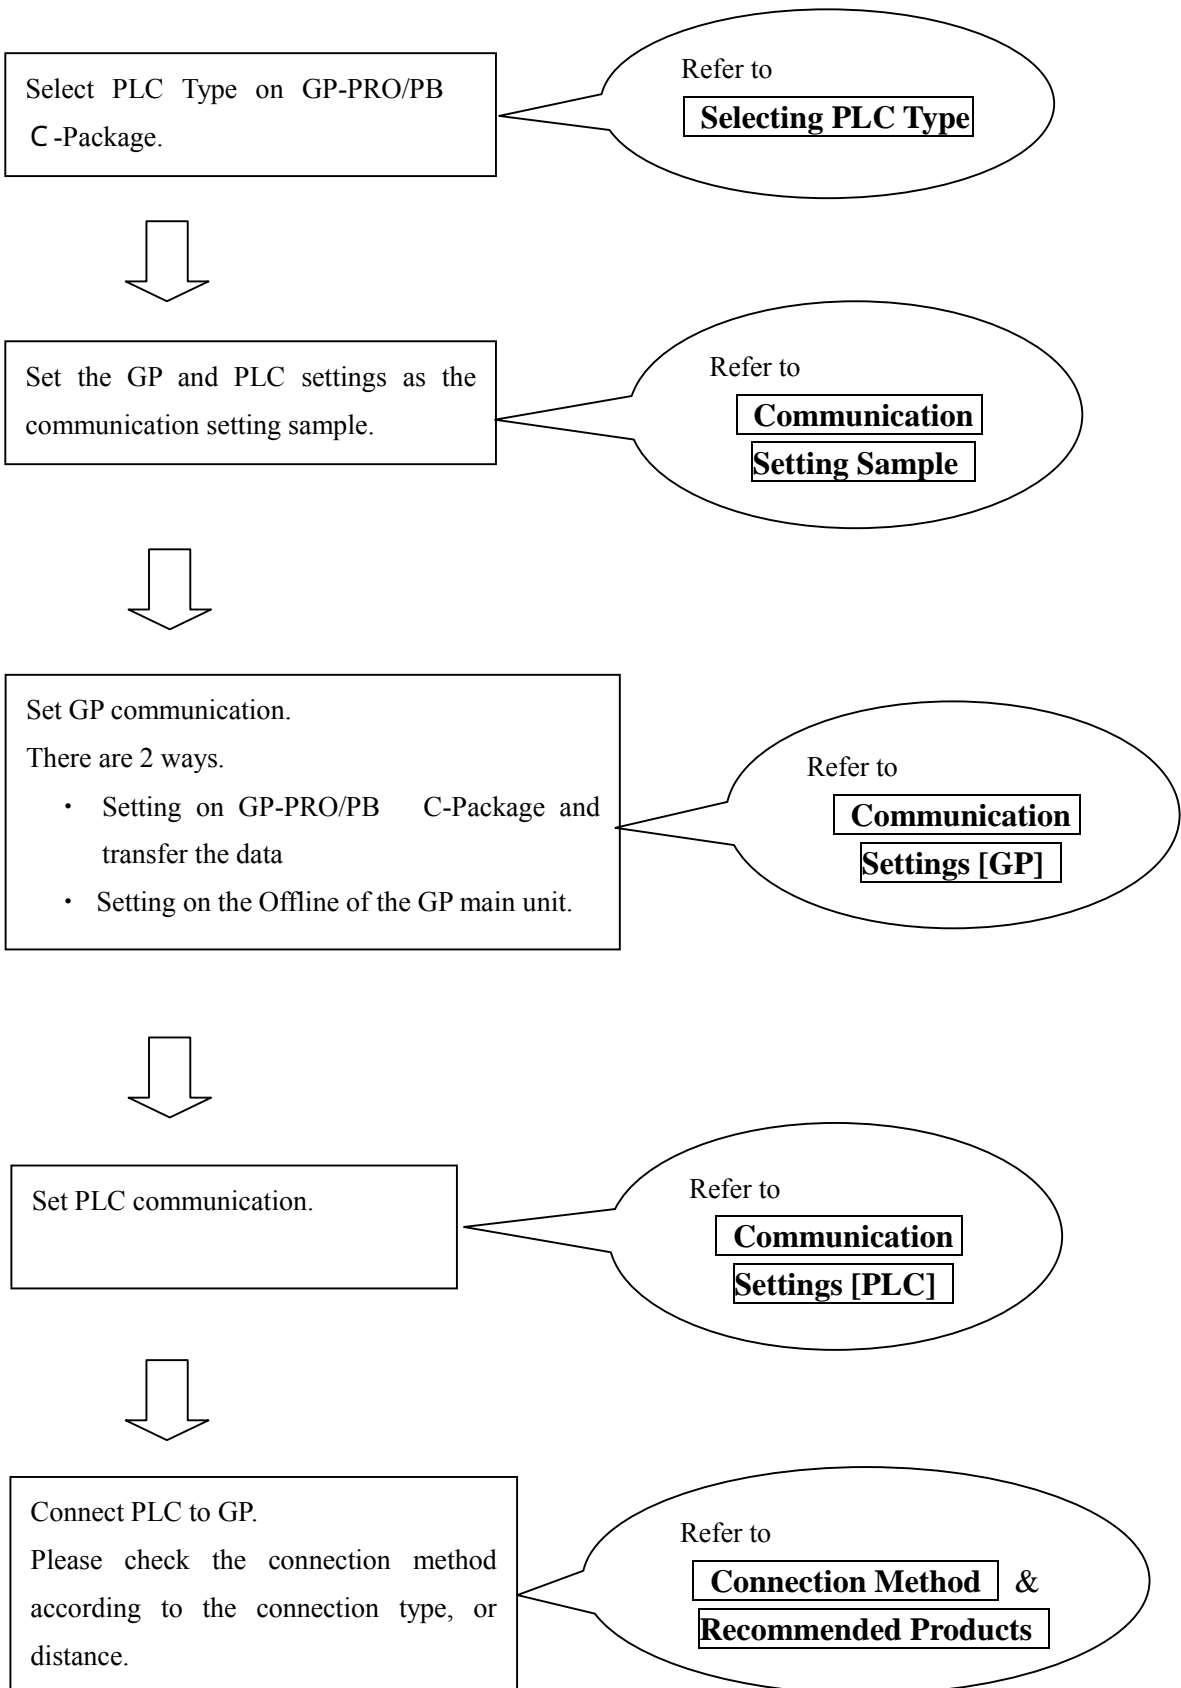 Select PLC Type on GP-PRO/PB
C-Package.
Refer to
Selecting PLC Type
Set the GP and PLC settings as the
communication setting sample.
Refer to
Communication
Setting Sample
Set GP communication.
There are 2 ways.
・ Setting on GP-PRO/PB C-Package and
transfer the data
・ Setting on the Offline of the GP main unit.
Refer to
Communication
Settings [GP]
Set PLC communication.
Refer to
Communication
Settings [PLC]
Connect PLC to GP.
Please check the connection method
according to the connection type, or
distance.
Refer to
Connection Method &
Recommended Products